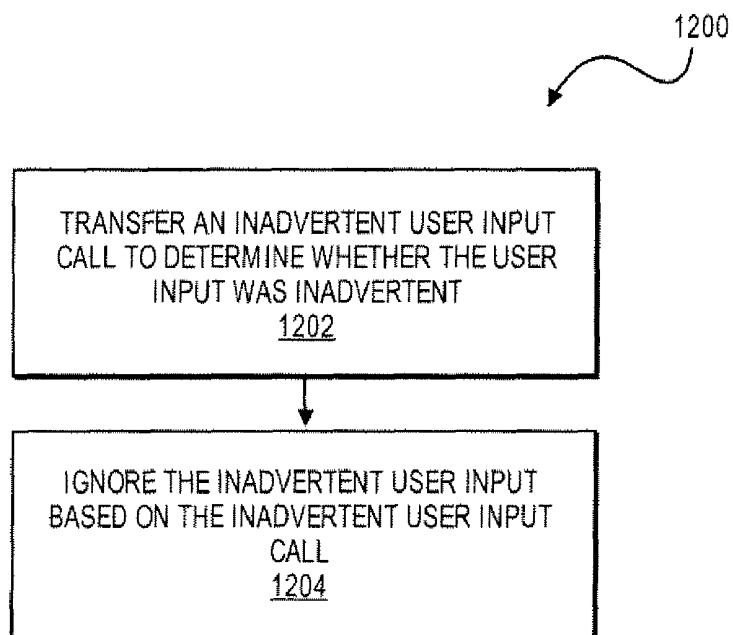 1200
TRANSFER AN INADVERTENT USER INPUT
CALL TO DETERMINE WHETHER THE USER
INPUT WAS INADVERTENT
1202
IGNORE THE INADVERTENT USER INPUT
BASED ON THE INADVERTENT USER INPUT
CALL
1204